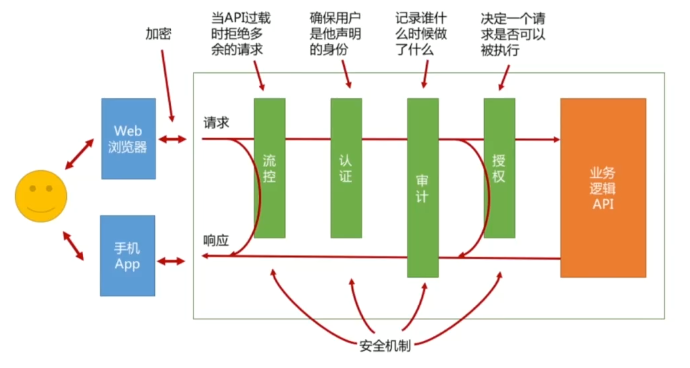 加密
当API过载
时拒绝多
余的请求
确保用户
是他声明
的身份
记录谁什
么时候做
了什么
决定一个请
求是否可以
被执行
Web
浏览器
手机
App
请求
响应
流控
认证
审计
授权
业务
逻辑
API
安全机制